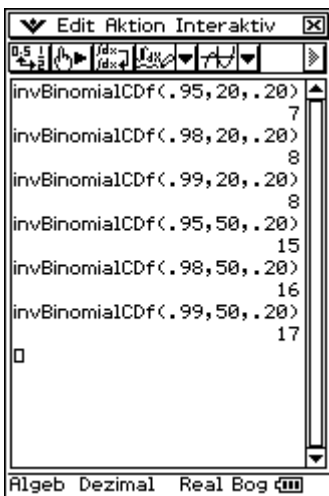 Edit Aktion Interaktiv
invBinomialCDf(.95,20,.20)
7
invBinomialCDf(.98,20,.20)
8
invBinomialCDf(.99,20,.20)
8
invBinomialCDf(.95,50,.20)
15
invBinomialCDf(.98,50,.20)
16
invBinomialCDf(.99,50,.20)
17
Algeb Dezimal Real Bog